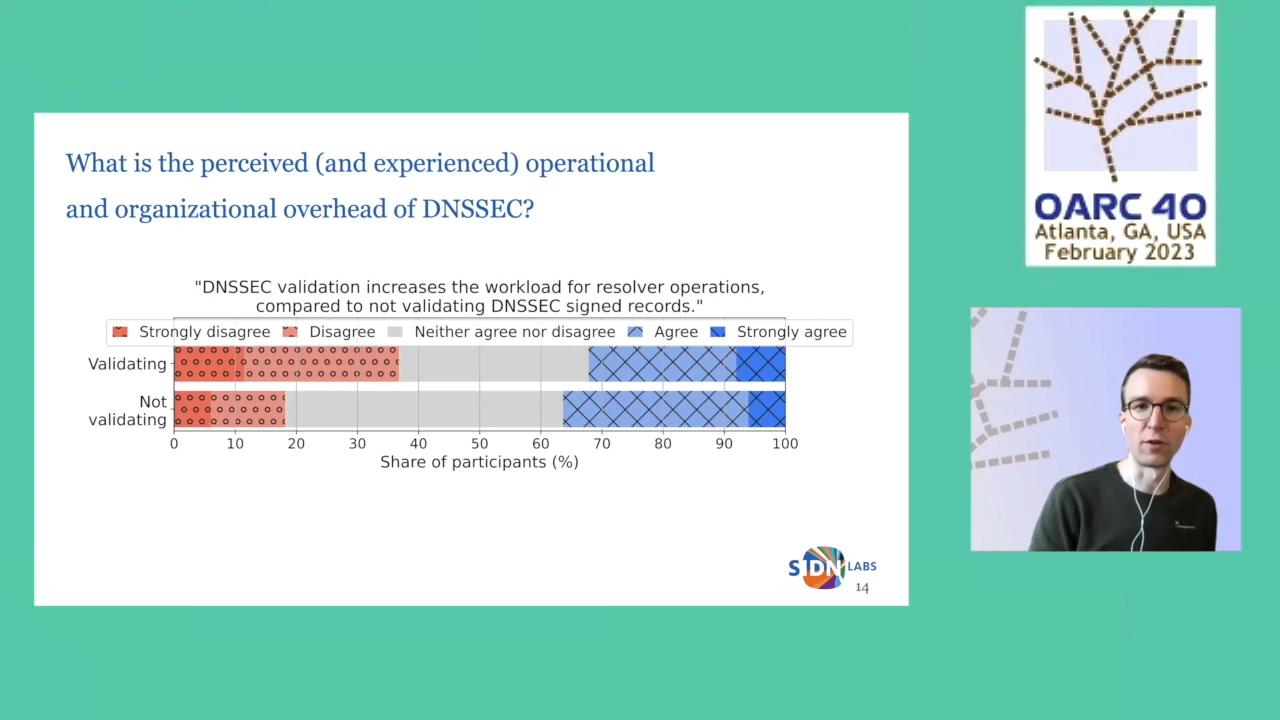 What is the perceived (and experienced) operational
and organizational overhead of DNSSEC?
"DNSSEC validation increases the workload for resolver operations,
compared to not validating DNSSEC signed records."
Strongly disagree Disagree Neither agree nor disagree Agree Strongly agree
Validating
Not
validating
0 10 20 30 40 50 60 70 80 90 100
Share of participants (%)
SIDN LABS
14
OARC 40
Atlanta, GA, USA
February 2023